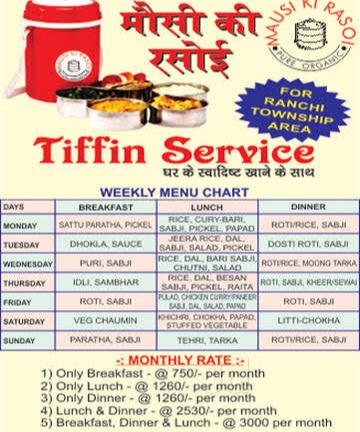 मौसी की
रसोई
MAUSI KI RASOI
PURE ORGANIC
FOR
RANCHI
TOWNSHIP
AREA
Tiffin Service
घर के स्वादिष्ट खाने के साथ
WEEKLY MENU CHART
DAYS BREAKFAST LUNCH DINNER
MONDAY SATTU PARATHA, PICKEL RICE, CURY-BARI, SABJI, PICKEL, PAPAD ROTI/RICE, SABJI
TUESDAY DHOKLA, SAUCE JEERA RICE, DAL, SABJI, SALAD, PICKEL DOSTI ROTI, SABJI
WEDNESDAY PURI, SABJI RICE, DAL, BARI SABJI, CHUTNI, SALAD ROTI/RICE, MOONG TARKA
THURSDAY IDLI, SAMBHAR RICE, DAL, BESAN SABJI, PICKEL, RAITA ROTI, SABJI, KHEER/SEWAI
FRIDAY ROTI, SABJI PULAO, CHICKEN CURRY/PANEER SABJI, DAL, SALAD, PAPAD ROTI, SABJI
SATURDAY VEG CHAUMIN KHICHRI, CHOKHA, PAPAD, STUFFED VEGETABLE LITTI-CHOKHA
SUNDAY PARATHA, SABJI TEHRI, TARKA ROTI/RICE, SABJI
-: MONTHLY RATE :-
1) Only Breakfast - @ 750/- per month
2) Only Lunch - @ 1260/- per month
3) Only Dinner - @ 1260/- per month
4) Lunch & Dinner - @ 2530/- per month
5) Breakfast, Dinner & Lunch - @ 3000 per month